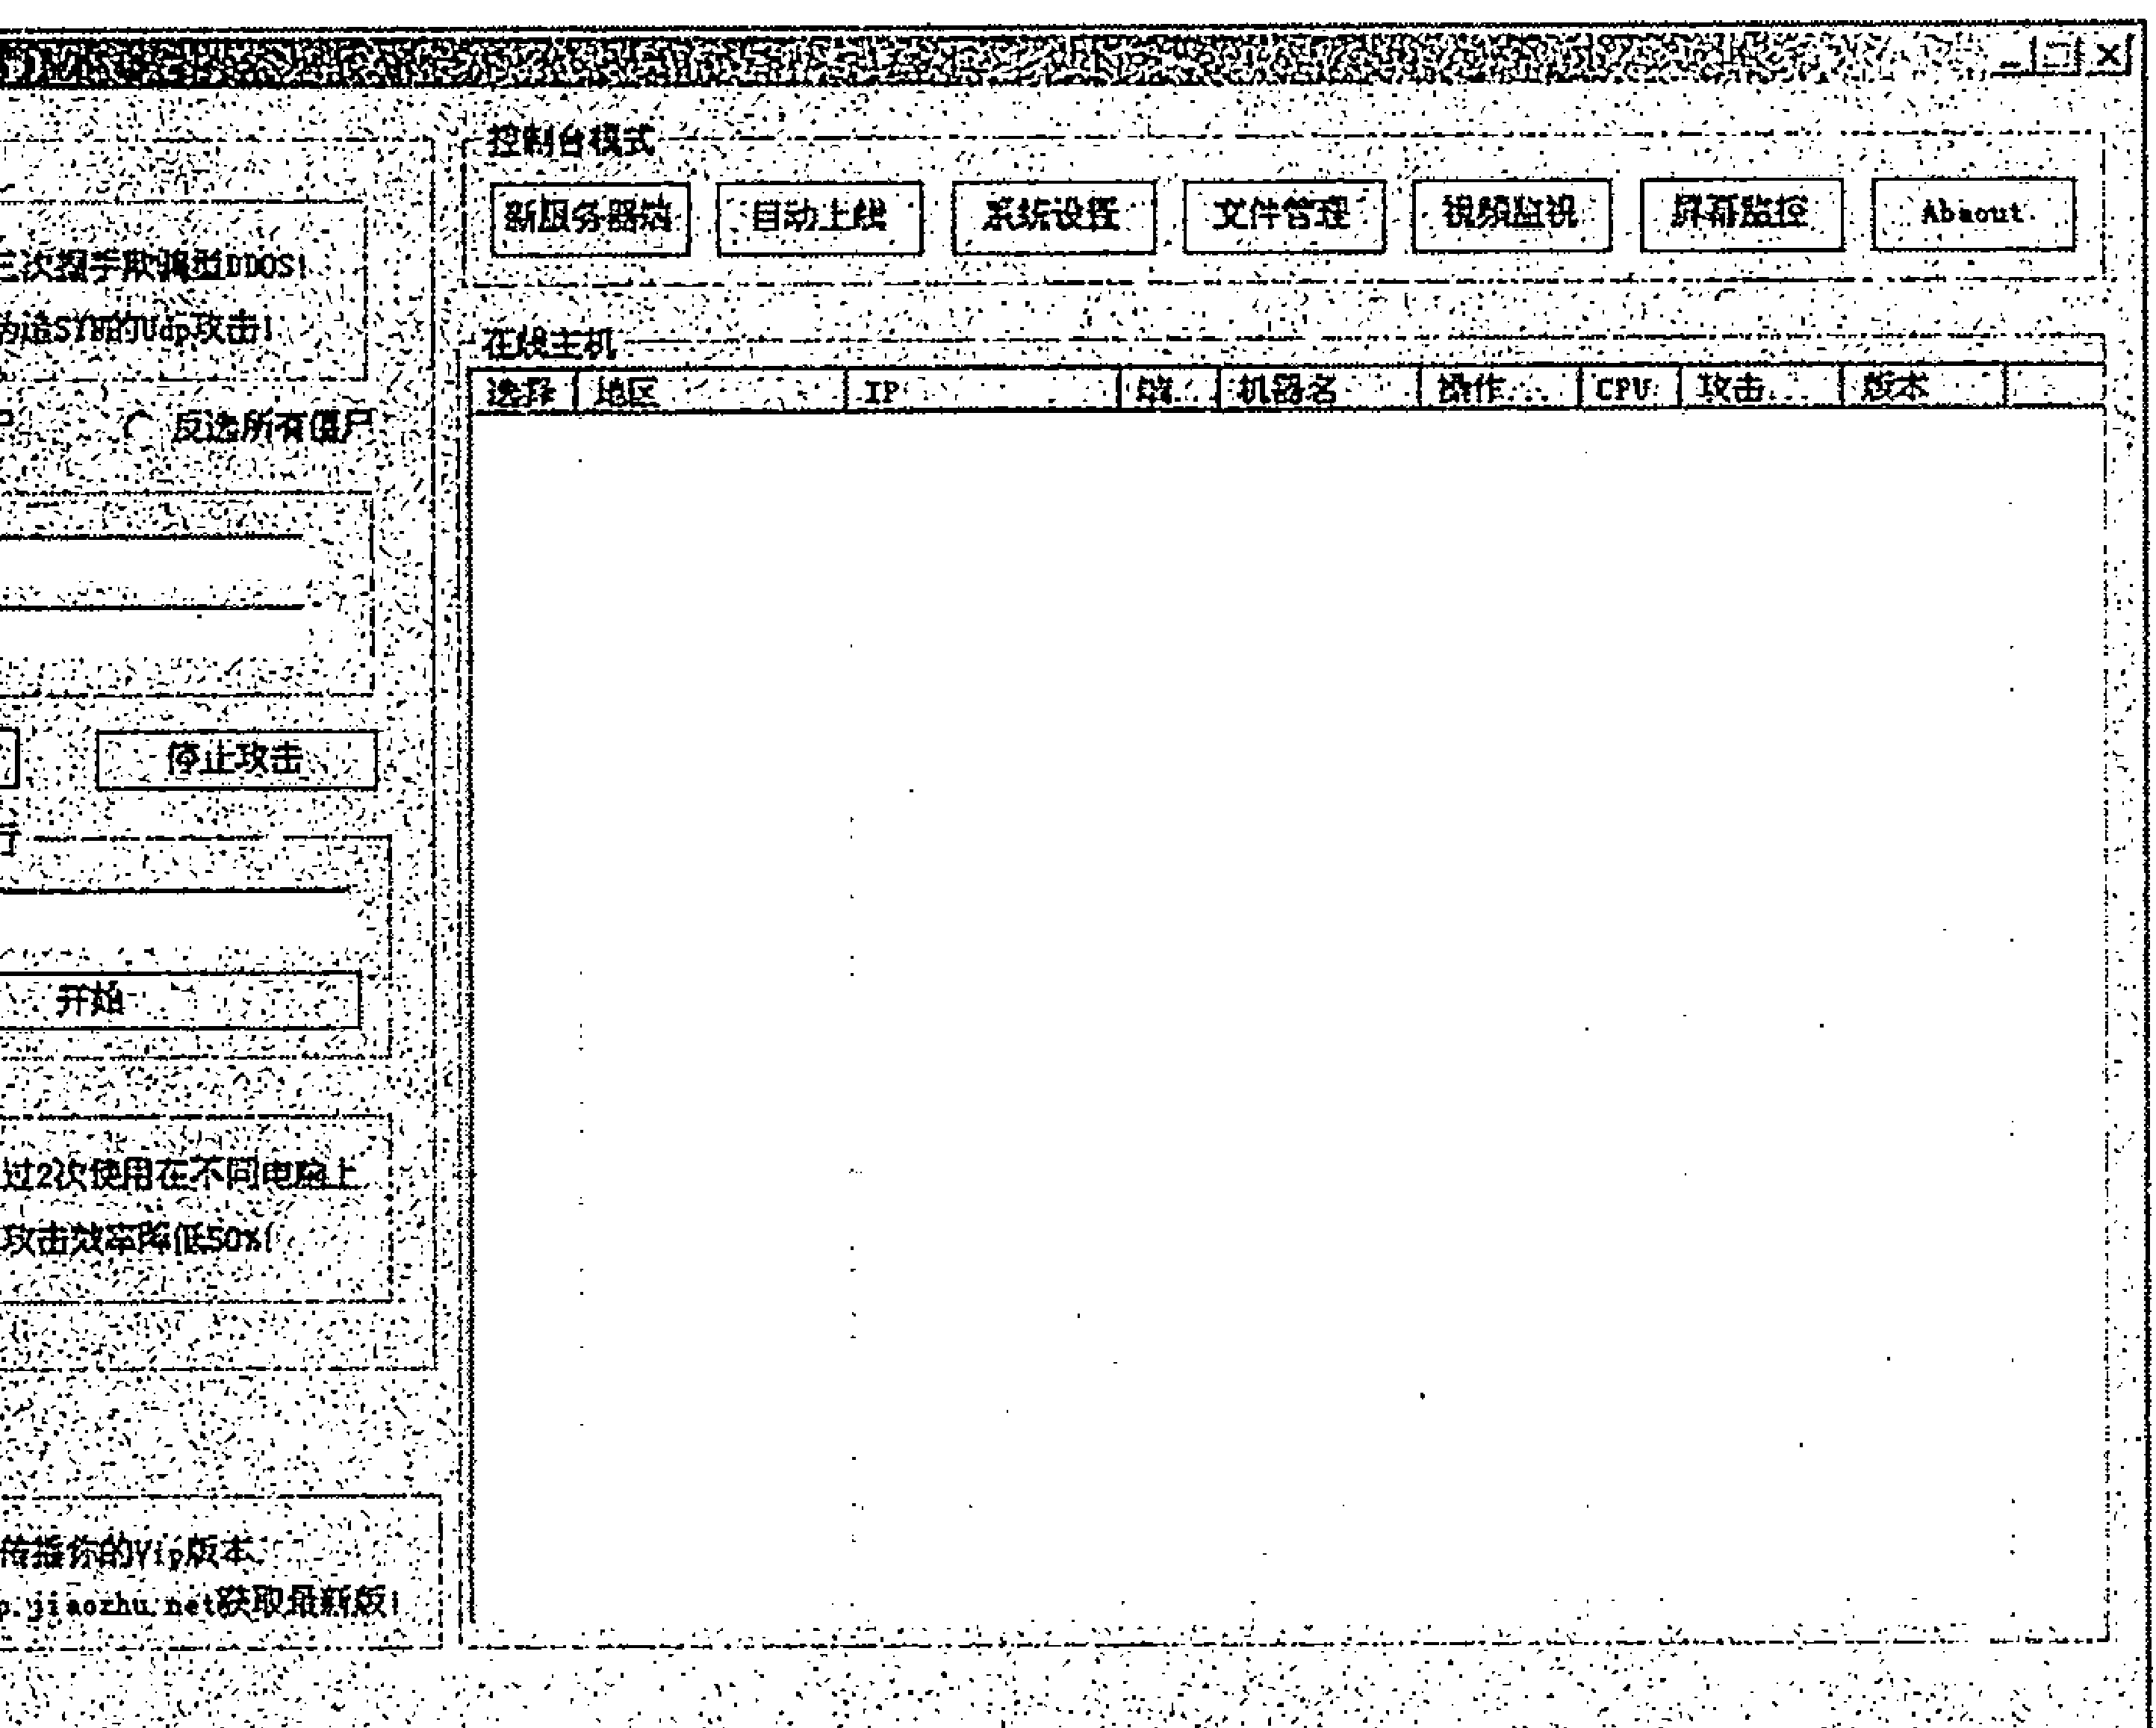 控制台模式
新服务器端 自动上线 系统设置 文件管理 视频监视 屏幕监控 Abaout
三次握手欺骗型DDOS!
伪造SYN的Udp攻击!
在线主机
选择 地区 IP 端... 机器名 操作... CPU 攻击... 版本
反选所有僵尸
停止攻击
开始
过2次使用在不同电脑上
攻击效率降低50%!
传播你的Vip版本
p.jiaozhu.net获取最新版!